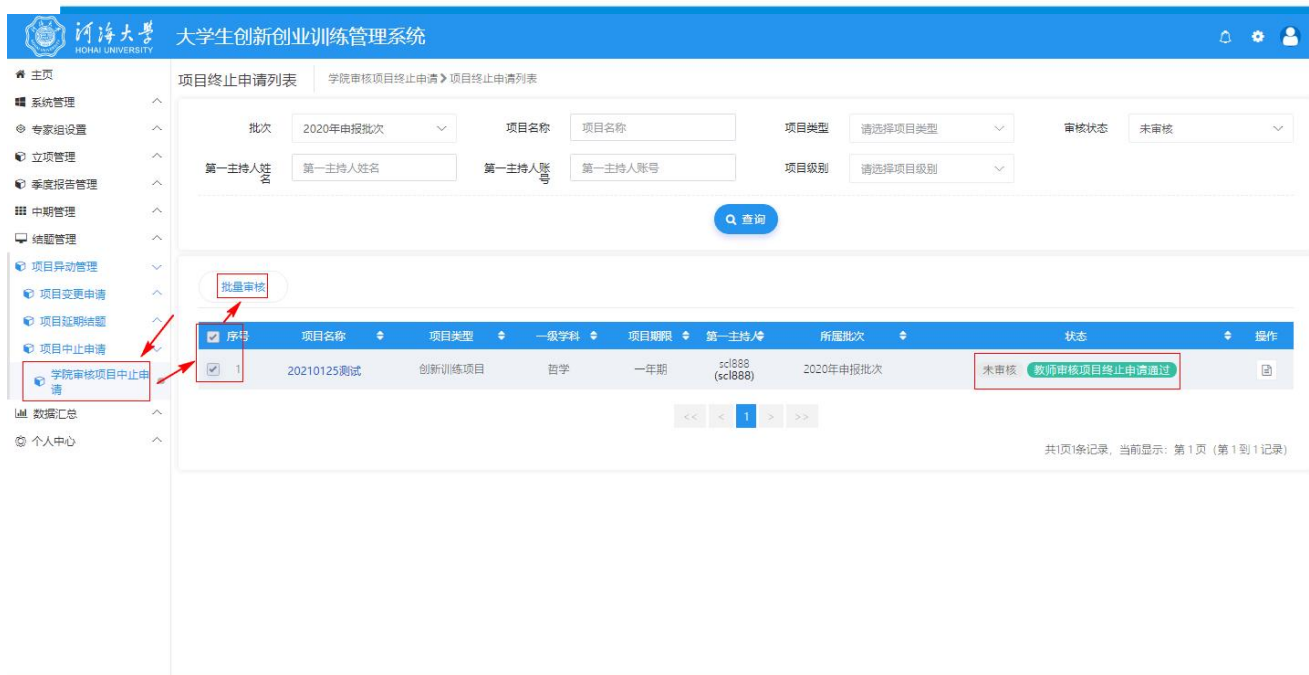 河海大学
HOHAI UNIVERSITY
大学生创新创业训练管理系统
主页
系统管理
专家组设置
立项管理
季度报告管理
中期管理
结题管理
项目异动管理
项目变更申请
项目延期结题
项目中止申请
学院审核项目中止申
请
数据汇总
个人中心
项目终止申请列表 学院审核项目终止申请 > 项目终止申请列表
批次 2020年申报批次 项目名称 项目名称 项目类型 请选择项目类型 审核状态 未审核
第一主持人姓名 第一主持人姓名 第一主持人账号 第一主持人账号 项目级别 请选择项目级别
查询
批量审核
序号 项目名称 项目类型 一级学科 项目期限 第一主持人 所属批次 状态 操作
1 20210125测试 创新训练项目 哲学 一年期 scl888 (scl888) 2020年申报批次 未审核 教师审核项目终止申请通过
<< < 1 > >>
共1页1条记录，当前显示：第 1 页（第 1 到 1 记录）